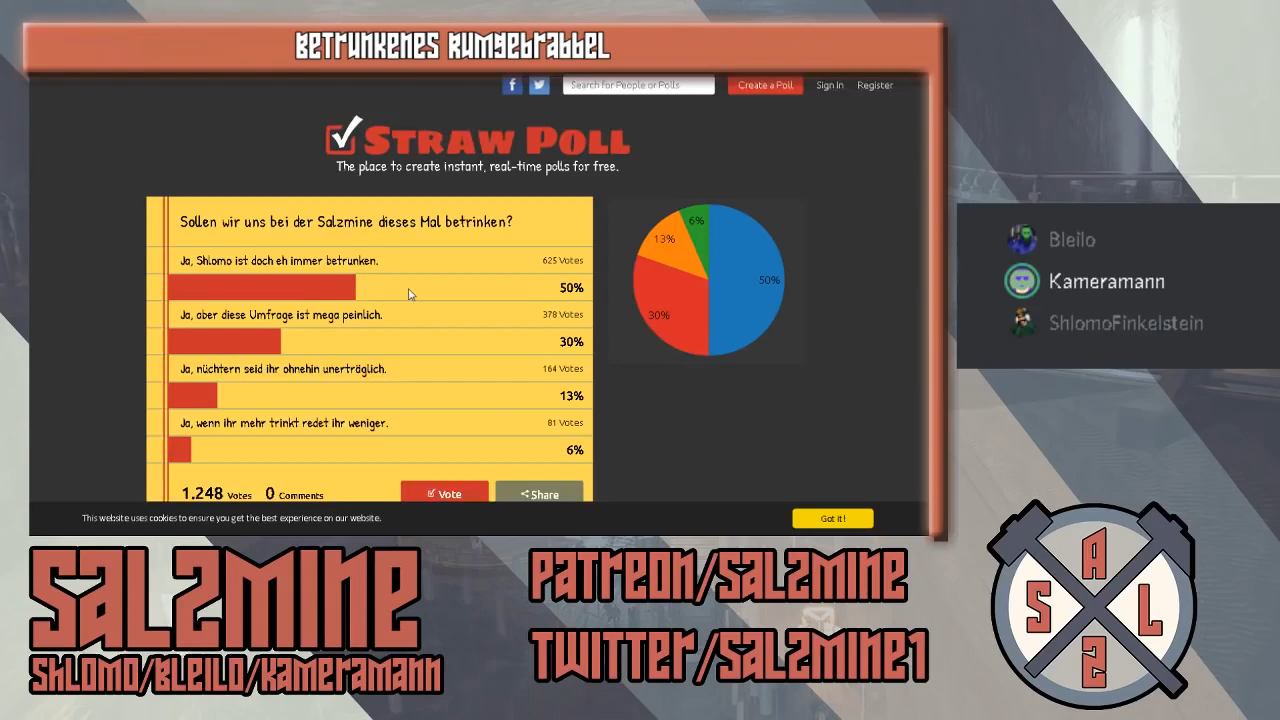 Betrunkenes Rumgebrabbel
f
Search for People or Polls
Create a Poll
Sign In
Register
STRAW POLL
The place to create instant, real-time polls for free.
Sollen wir uns bei der Salzmine dieses Mal betrinken?
Ja, Shlomo ist doch eh immer betrunken.
625 Votes
50%
Ja, aber diese Umfrage ist mega peinlich.
378 Votes
30%
Ja, nüchtern seid ihr ohnehin unerträglich.
164 Votes
13%
Ja, wenn ihr mehr trinkt redet ihr weniger.
81 Votes
6%
1.248 Votes 0 Comments
Vote
Share
6%
13%
50%
30%
Bleilo
Kameramann
ShlomoFinkelstein
This website uses cookies to ensure you get the best experience on our website.
Got it!
SALZMINE
Shlomo/Bleilo/Kameramann
Patreon/Salzmine
Twitter/Salzmine1
S A L Z